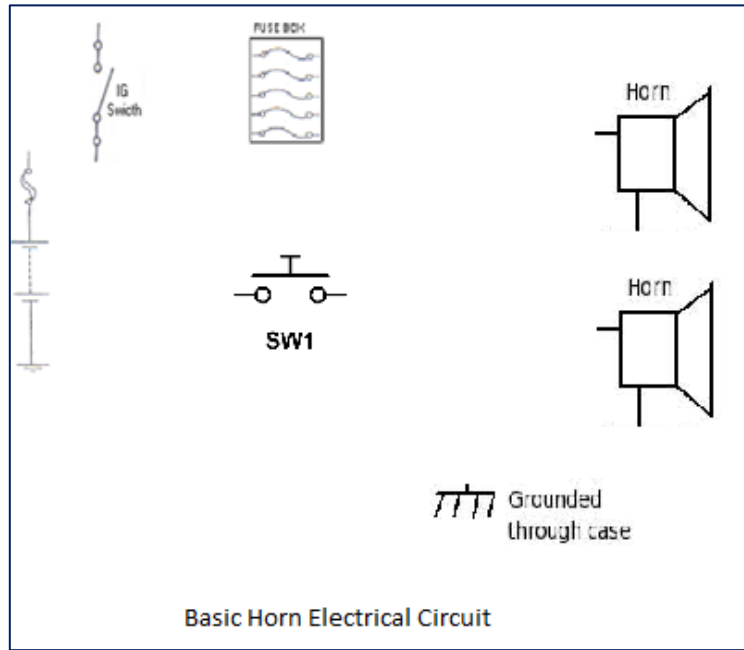 FUSE BOX
IG
Swicth
Horn
SW1
Horn
Grounded
through case
Basic Horn Electrical Circuit